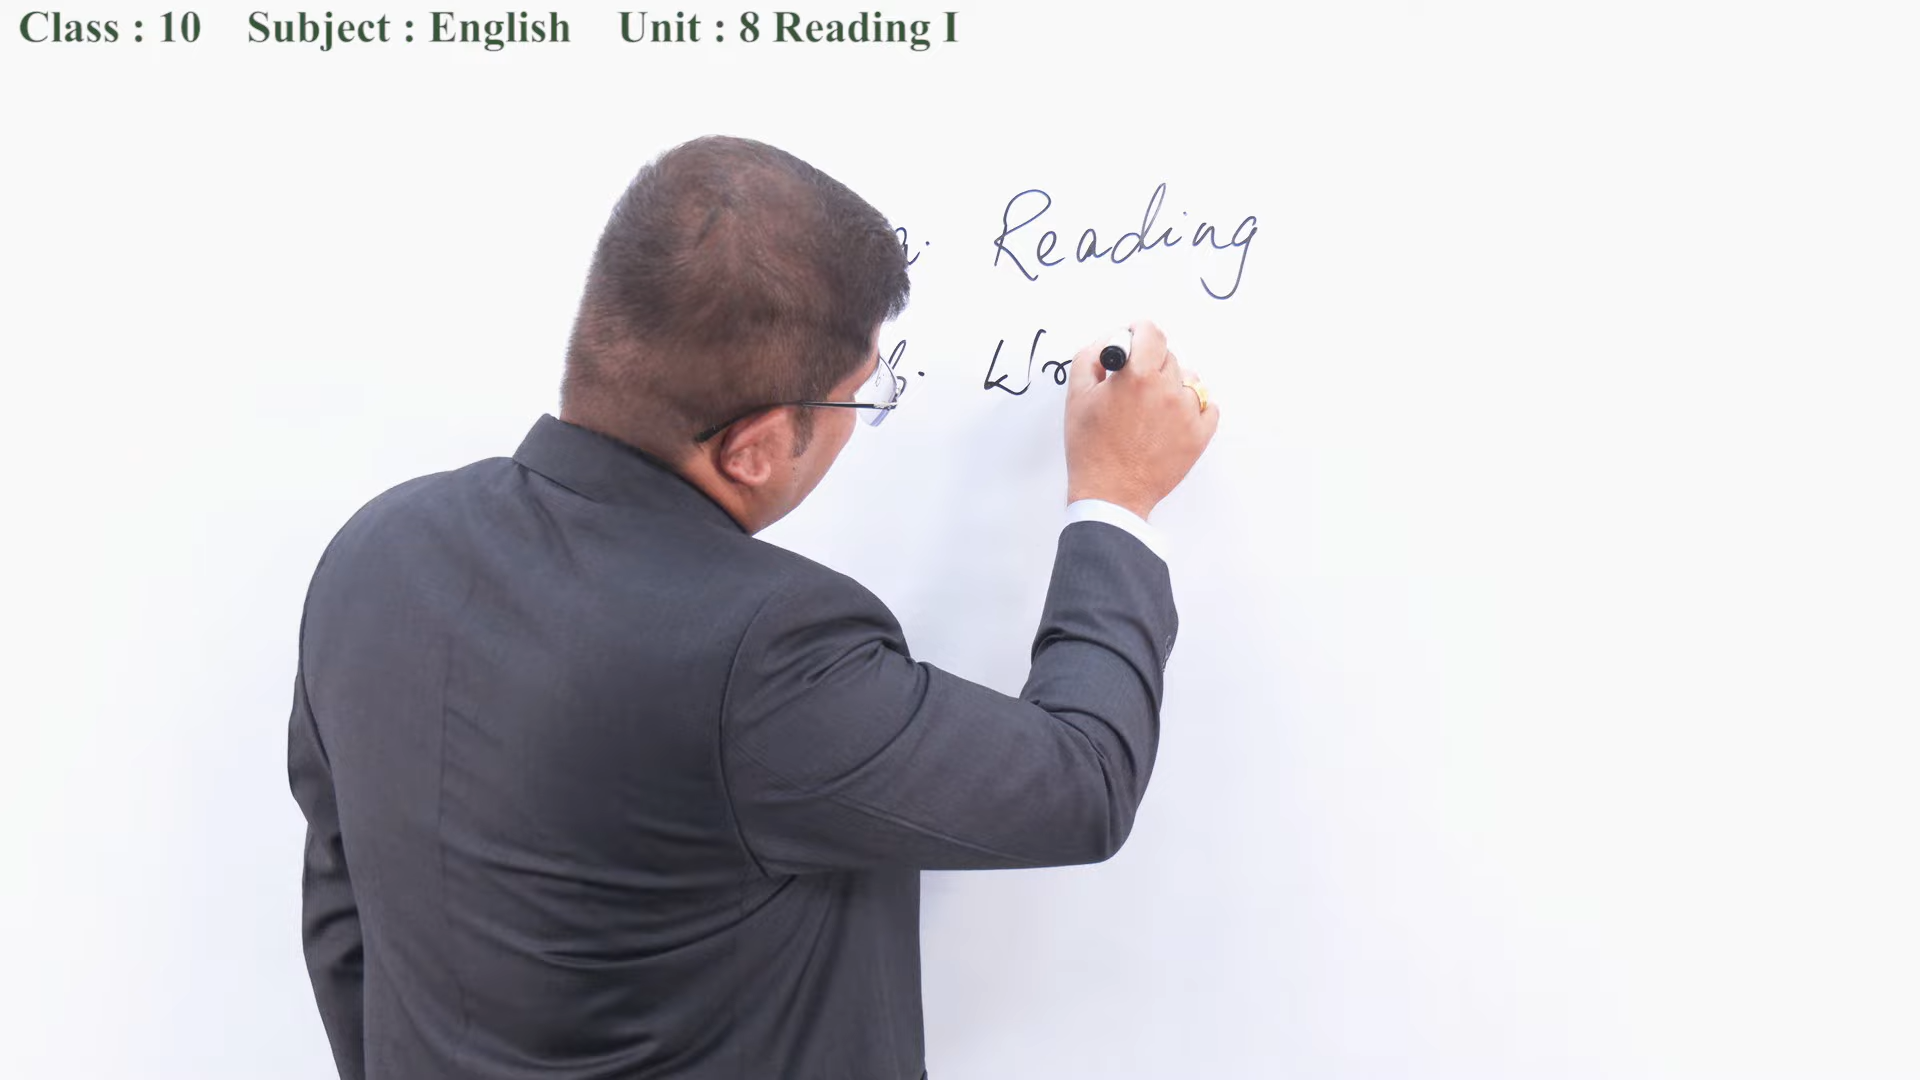 Class : 10 Subject : English Unit : 8 Reading I
a. Reading
b. Wr